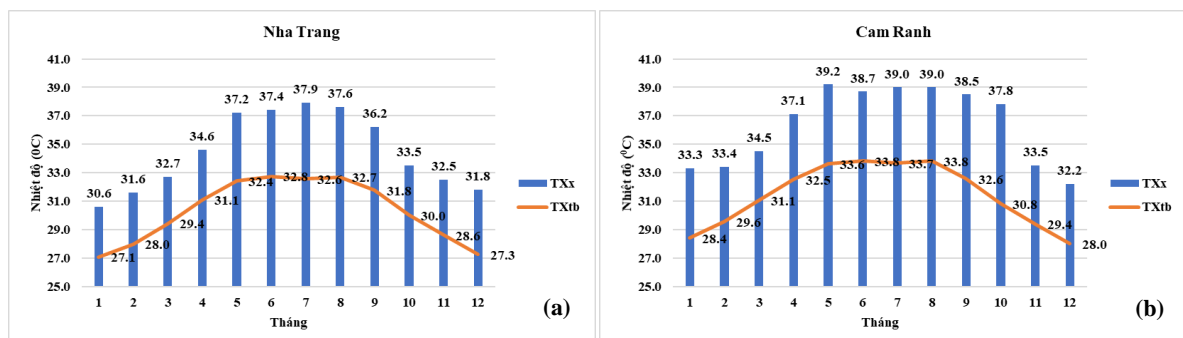 Nha Trang
Nhiệt độ (0C)
41.0
39.0
37.0
35.0
33.0
31.0
29.0
27.0
25.0
30.6 31.6 32.7 34.6 37.2 37.4 37.9 37.6 36.2 33.5 32.5 31.8
27.1 28.0 29.4 31.1 32.4 32.8 32.6 32.7 31.8 30.0 28.6 27.3
1 2 3 4 5 6 7 8 9 10 11 12
Tháng
TXx
TXtb
(a)
Cam Ranh
Nhiệt độ (⁰C)
41.0
39.0
37.0
35.0
33.0
31.0
29.0
27.0
25.0
33.3 33.4 34.5 37.1 39.2 38.7 39.0 39.0 38.5 37.8 33.5 32.2
28.4 29.6 31.1 32.5 33.6 33.8 33.7 33.8 32.6 30.8 29.4 28.0
1 2 3 4 5 6 7 8 9 10 11 12
Tháng
TXx
TXtb
(b)